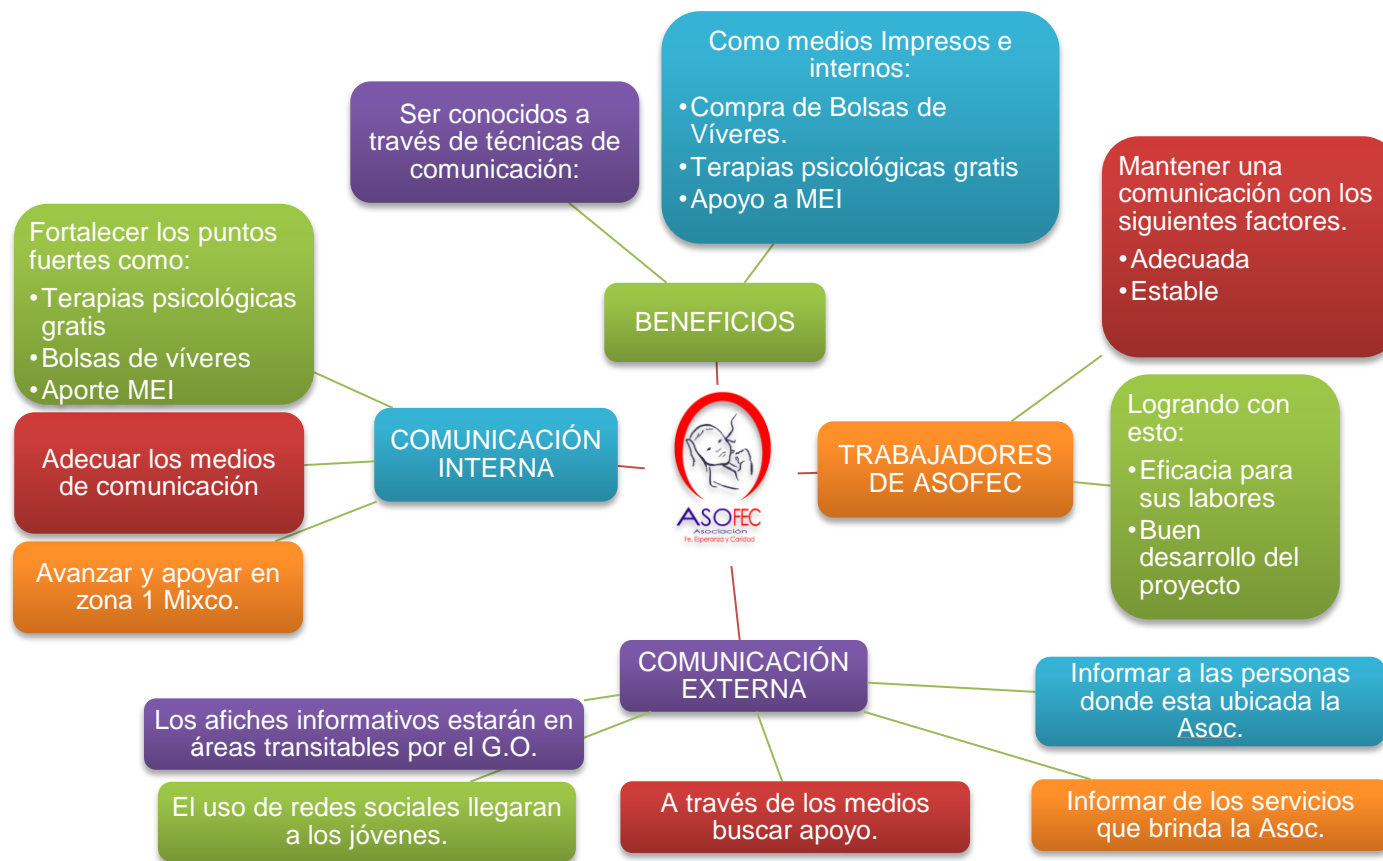 Como medios Impresos e
internos:
•Compra de Bolsas de
Víveres.
•Terapias psicológicas gratis
•Apoyo a MEI
Ser conocidos a
través de técnicas de
comunicación:
Mantener una
comunicación con los
siguientes factores.
•Adecuada
•Estable
Fortalecer los puntos
fuertes como:
•Terapias psicológicas
gratis
•Bolsas de víveres
•Aporte MEI
BENEFICIOS
COMUNICACIÓN
INTERNA
Adecuar los medios
de comunicación
Avanzar y apoyar en
zona 1 Mixco.
ASOFEC
Asociación
Fe, Esperanza y Caridad
TRABAJADORES
DE ASOFEC
Logrando con
esto:
•Eficacia para
sus labores
•Buen
desarrollo del
proyecto
COMUNICACIÓN
EXTERNA
Los afiches informativos estarán en
áreas transitables por el G.O.
El uso de redes sociales llegaran
a los jóvenes.
A través de los medios
buscar apoyo.
Informar a las personas
donde esta ubicada la
Asoc.
Informar de los servicios
que brinda la Asoc.